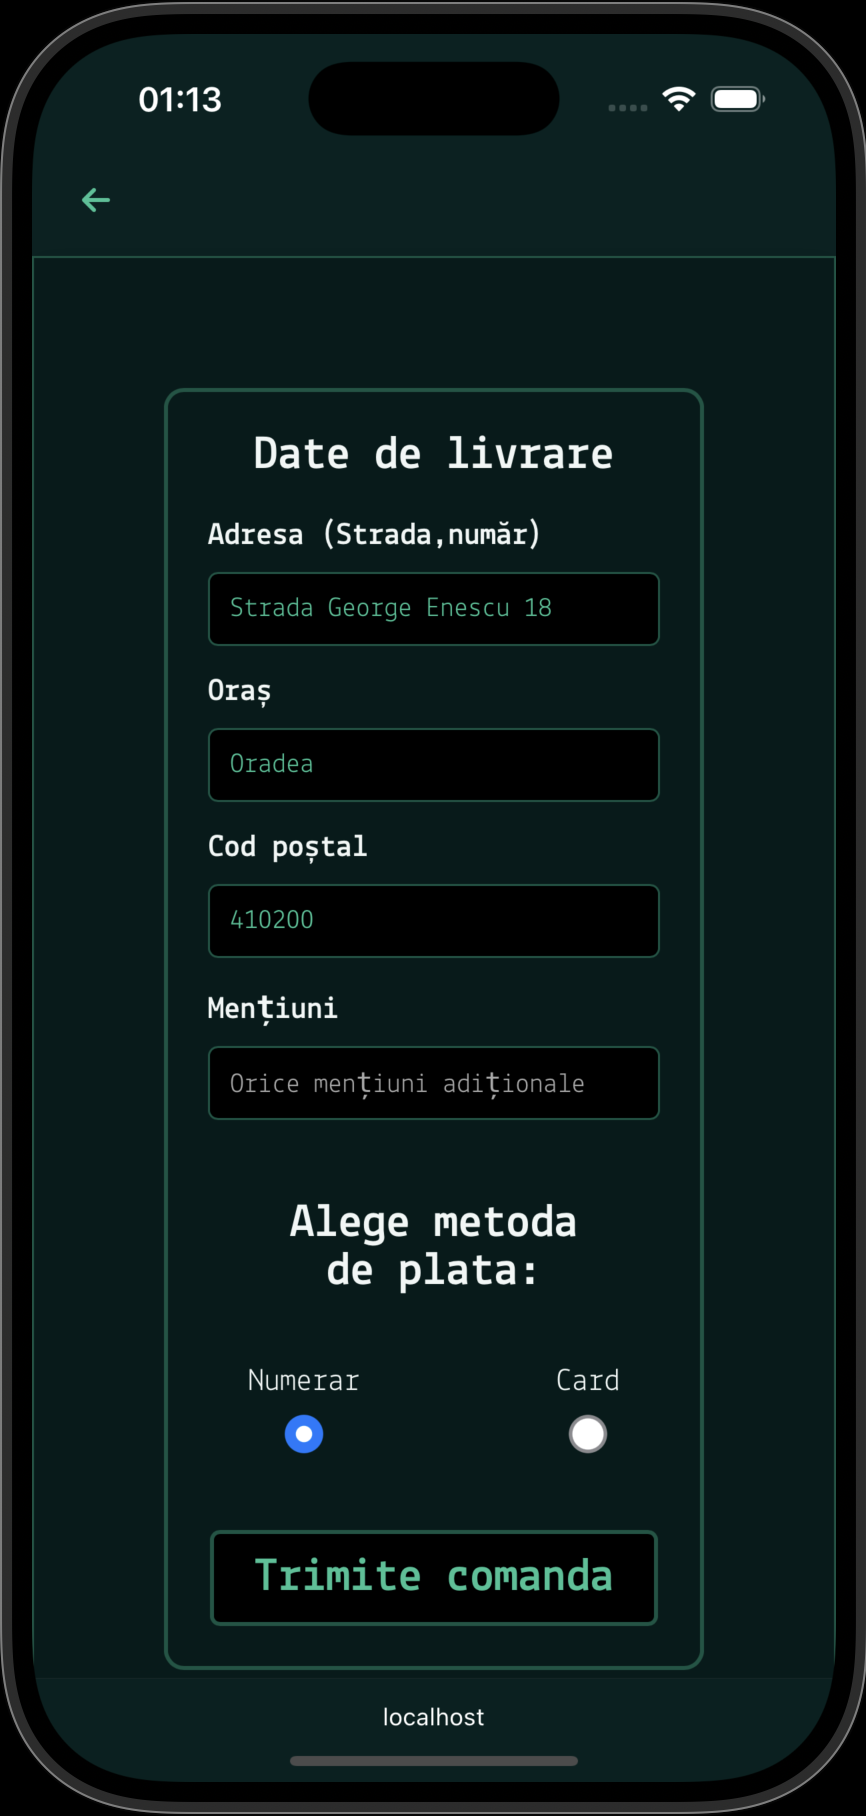 01:13
Date de livrare
Adresa (Strada,număr)
Strada George Enescu 18
Oraș
Oradea
Cod poștal
410200
Mențiuni
Orice mențiuni adiționale
Alege metoda
de plata:
Numerar Card
Trimite comanda
localhost